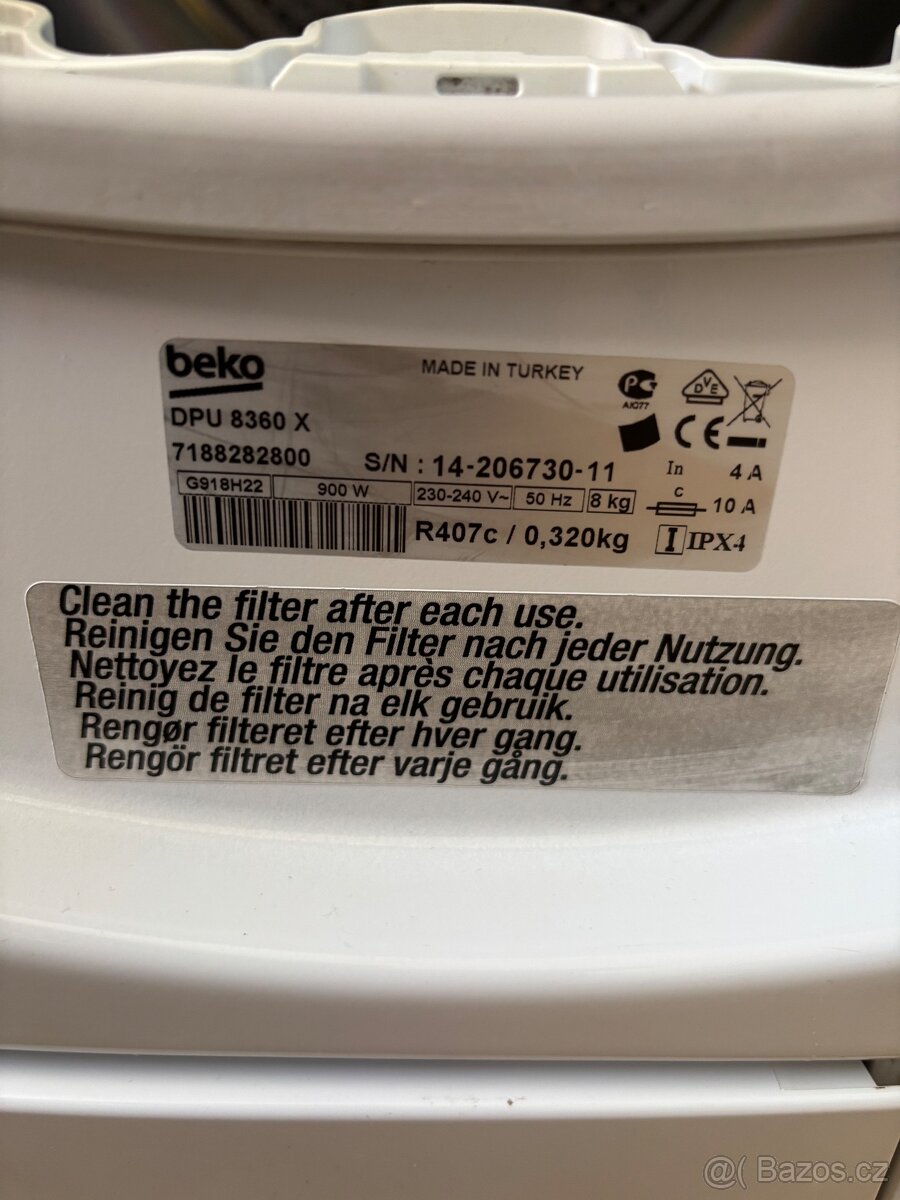 beko
MADE IN TURKEY
DPU 8360 X
7188282800
S/N : 14-206730-11
G918H22 900 W 230-240 V~ 50 Hz 8 kg
R407c / 0,320kg
PC
DVE
CE
In 4 A
C 10 A
I IPX4
Clean the filter after each use.
Reinigen Sie den Filter nach jeder Nutzung.
Nettoyez le filtre après chaque utilisation.
Reinig de filter na elk gebruik.
Rengør filteret efter hver gang.
Rengör filtret efter varje gång.
@( Bazos.cz